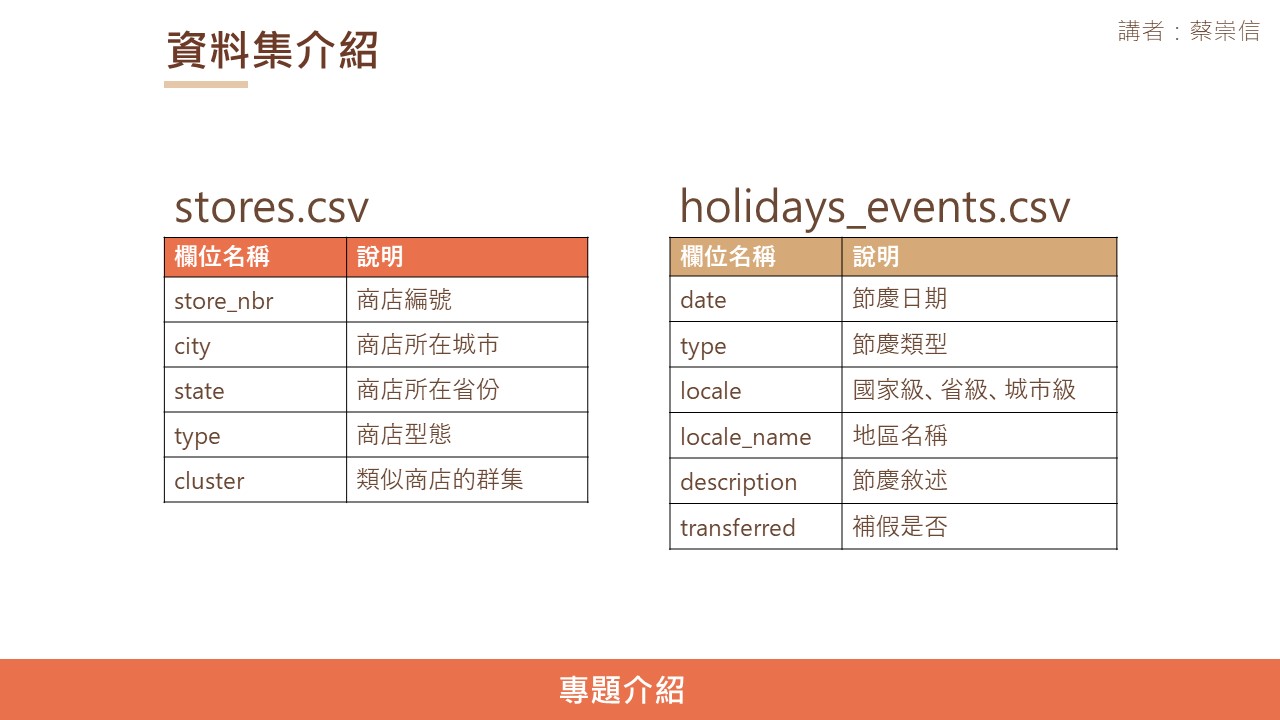 資料集介紹
講者：蔡崇信
stores.csv
欄位名稱 說明
store_nbr 商店編號
city 商店所在城市
state 商店所在省份
type 商店型態
cluster 類似商店的群集
holidays_events.csv
欄位名稱 說明
date 節慶日期
type 節慶類型
locale 國家級、省級、城市級
locale_name 地區名稱
description 節慶敘述
transferred 補假是否
專題介紹